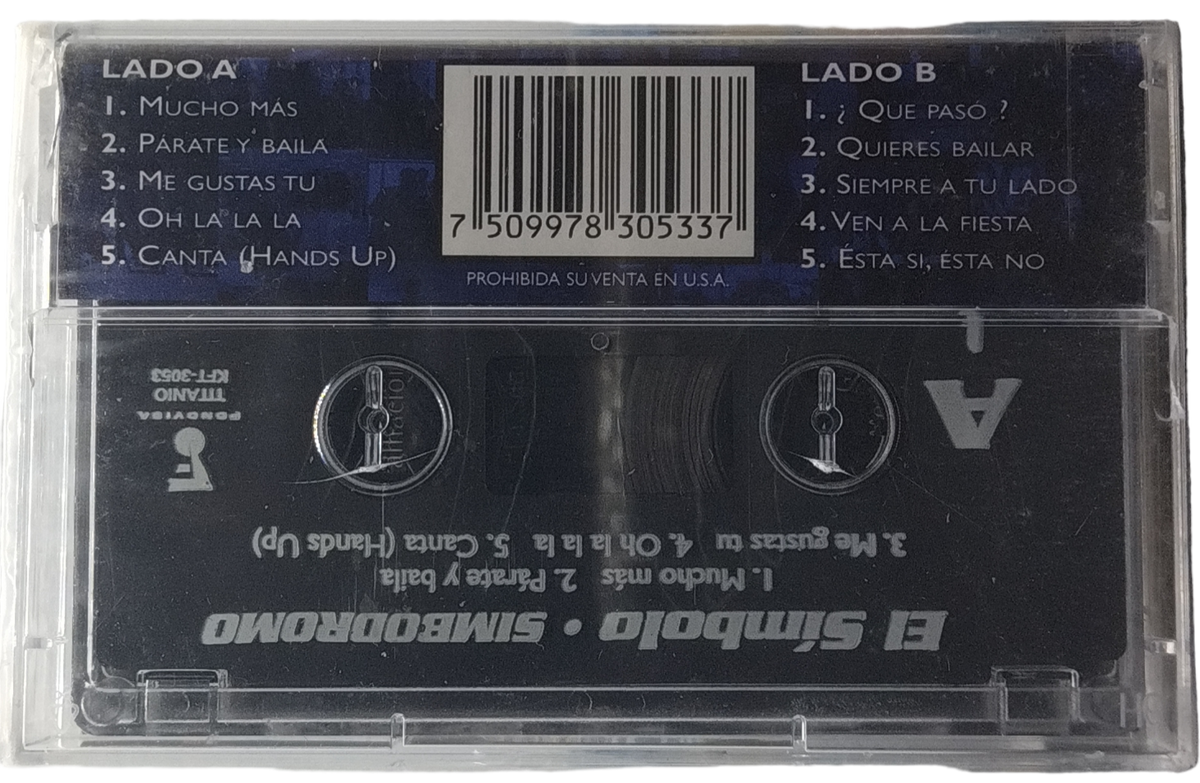 LADO A
1. MUCHO MÁS
2. PÁRATE Y BAILA
3. ME GUSTAS TU
4. OH LA LA LA
5. CANTA (HANDS UP)
7 509978 305337
PROHIBIDA SU VENTA EN U.S.A.
LADO B
1. ¿ QUE PASÓ ?
2. QUIERES BAILAR
3. SIEMPRE A TU LADO
4. VEN A LA FIESTA
5. ÉSTA SI, ÉSTA NO
El Símbolo • SIMBODROMO
1. Mucho más 2. Párate y baila
3. Me gustas tu 4. Oh la la la 5. Canta (Hands Up)
A
FONOVISA
TITANIO
KFT-3053